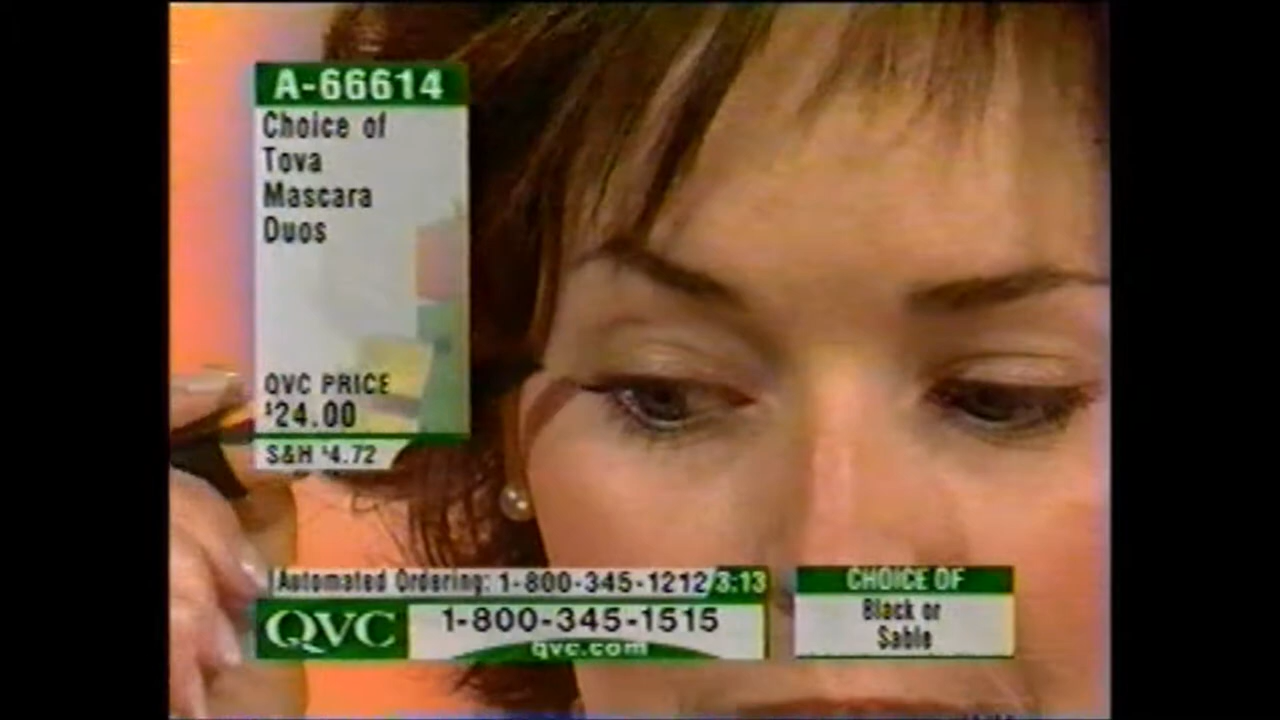 A-66614
Choice of
Tova
Mascara
Duos
QVC PRICE
$24.00
S&H $4.72
Automated Ordering: 1-800-345-1212
3:13
QVC
1-800-345-1515
qvc.com
CHOICE OF
Black or
Sable